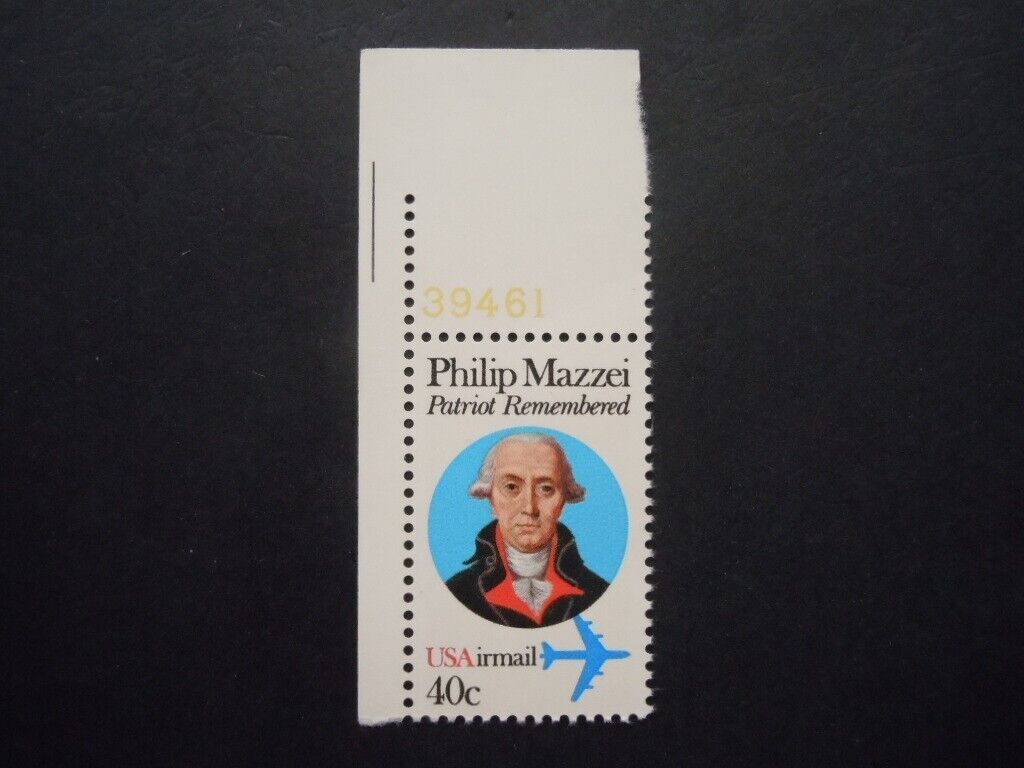 39461
Philip Mazzei
Patriot Remembered
USAirmail
40c